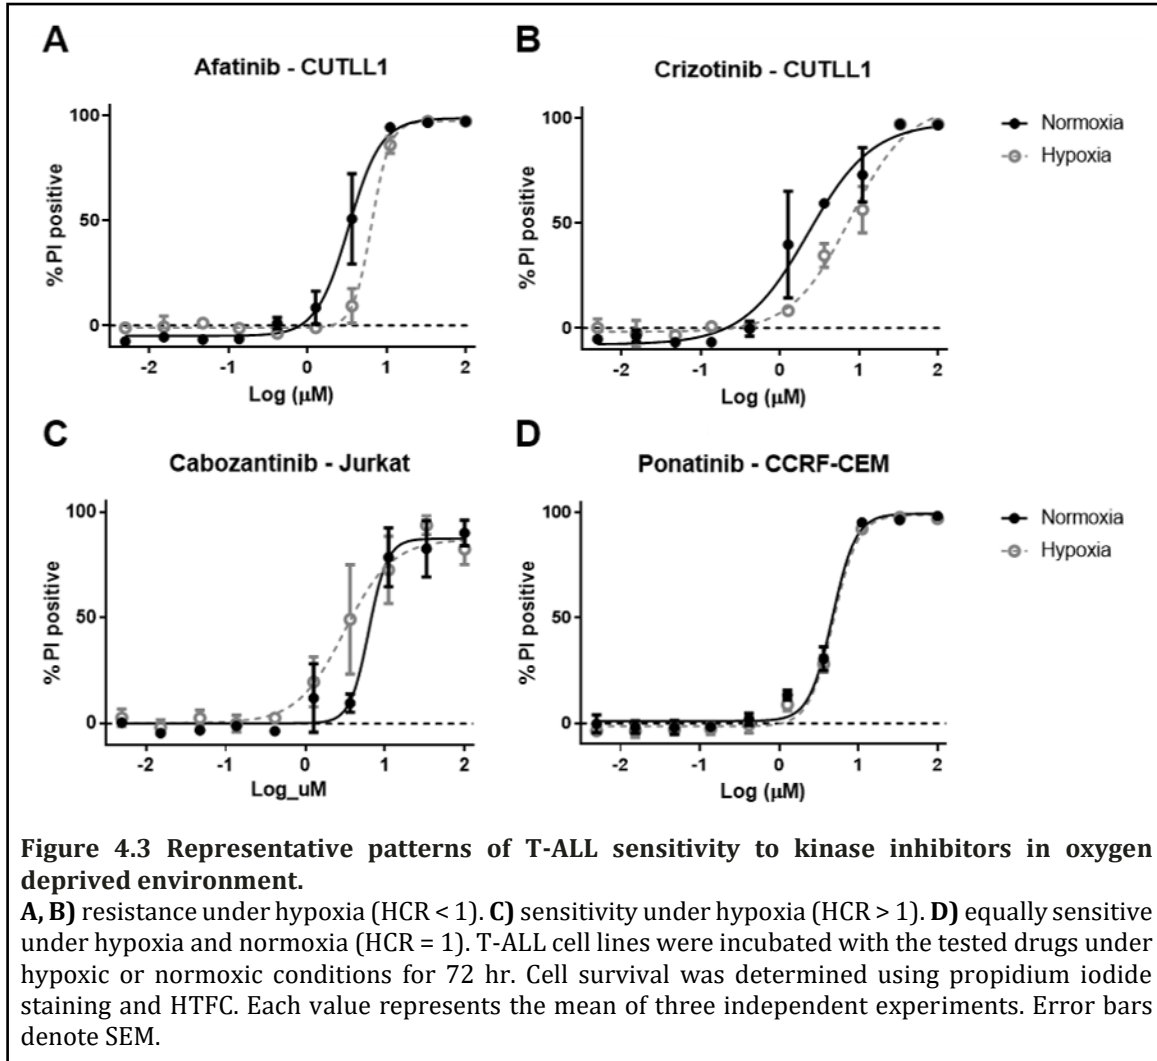 A
Afatinib - CUTLL1
100
50
0
% PI positive
-2 -1 0 1 2
Log (µM)
B
Crizotinib - CUTLL1
100
50
0
% PI positive
-2 -1 0 1 2
Log (µM)
Normoxia
Hypoxia
C
Cabozantinib - Jurkat
100
50
0
% PI positive
-2 -1 0 1 2
Log_uM
D
Ponatinib - CCRF-CEM
100
50
0
% PI positive
-2 -1 0 1 2
Log (µM)
Normoxia
Hypoxia
Figure 4.3 Representative patterns of T-ALL sensitivity to kinase inhibitors in oxygen
deprived environment.
A, B) resistance under hypoxia (HCR < 1). C) sensitivity under hypoxia (HCR > 1). D) equally sensitive
under hypoxia and normoxia (HCR = 1). T-ALL cell lines were incubated with the tested drugs under
hypoxic or normoxic conditions for 72 hr. Cell survival was determined using propidium iodide
staining and HTFC. Each value represents the mean of three independent experiments. Error bars
denote SEM.